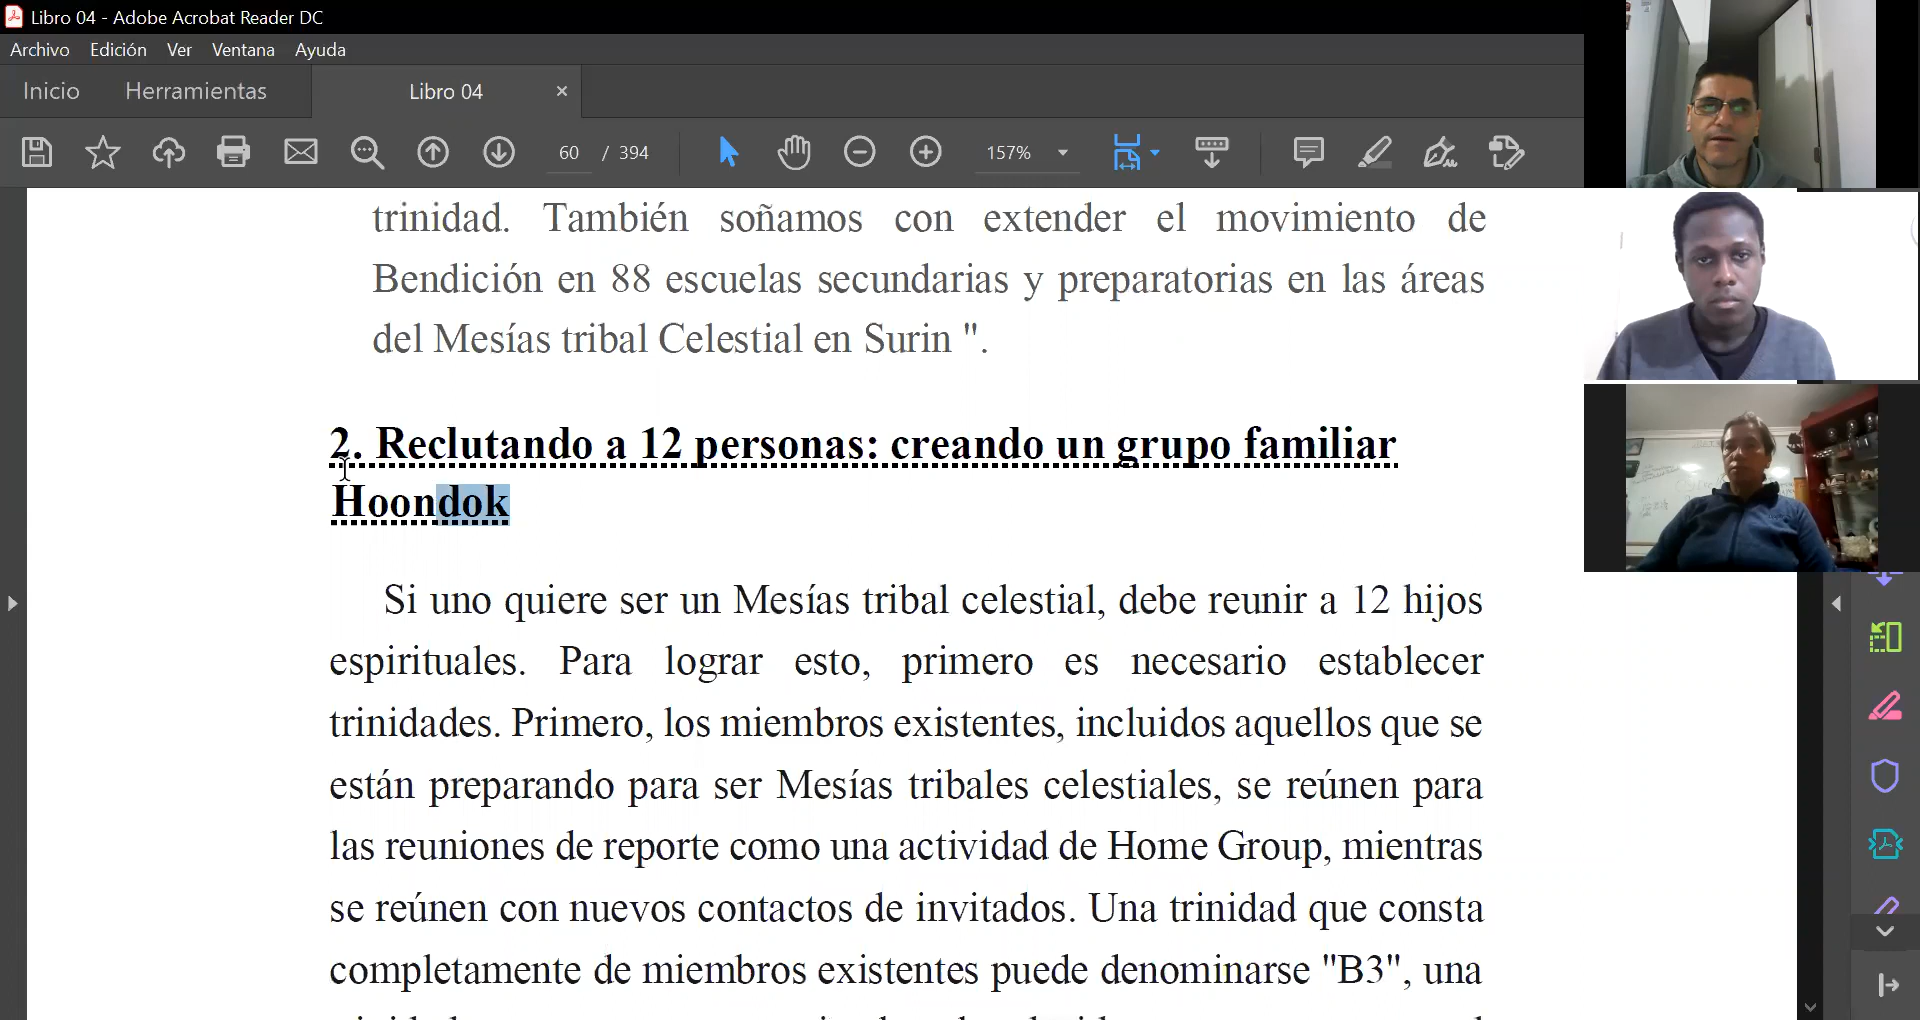 Libro 04 - Adobe Acrobat Reader DC
Archivo Edición Ver Ventana Ayuda
Inicio Herramientas Libro 04
60 / 394 157%
trinidad. También soñamos con extender el movimiento de
Bendición en 88 escuelas secundarias y preparatorias en las áreas
del Mesías tribal Celestial en Surin ".
2. Reclutando a 12 personas: creando un grupo familiar
Hoondok
Si uno quiere ser un Mesías tribal celestial, debe reunir a 12 hijos
espirituales. Para lograr esto, primero es necesario establecer
trinidades. Primero, los miembros existentes, incluidos aquellos que se
están preparando para ser Mesías tribales celestiales, se reúnen para
las reuniones de reporte como una actividad de Home Group, mientras
se reúnen con nuevos contactos de invitados. Una trinidad que consta
completamente de miembros existentes puede denominarse "B3", una